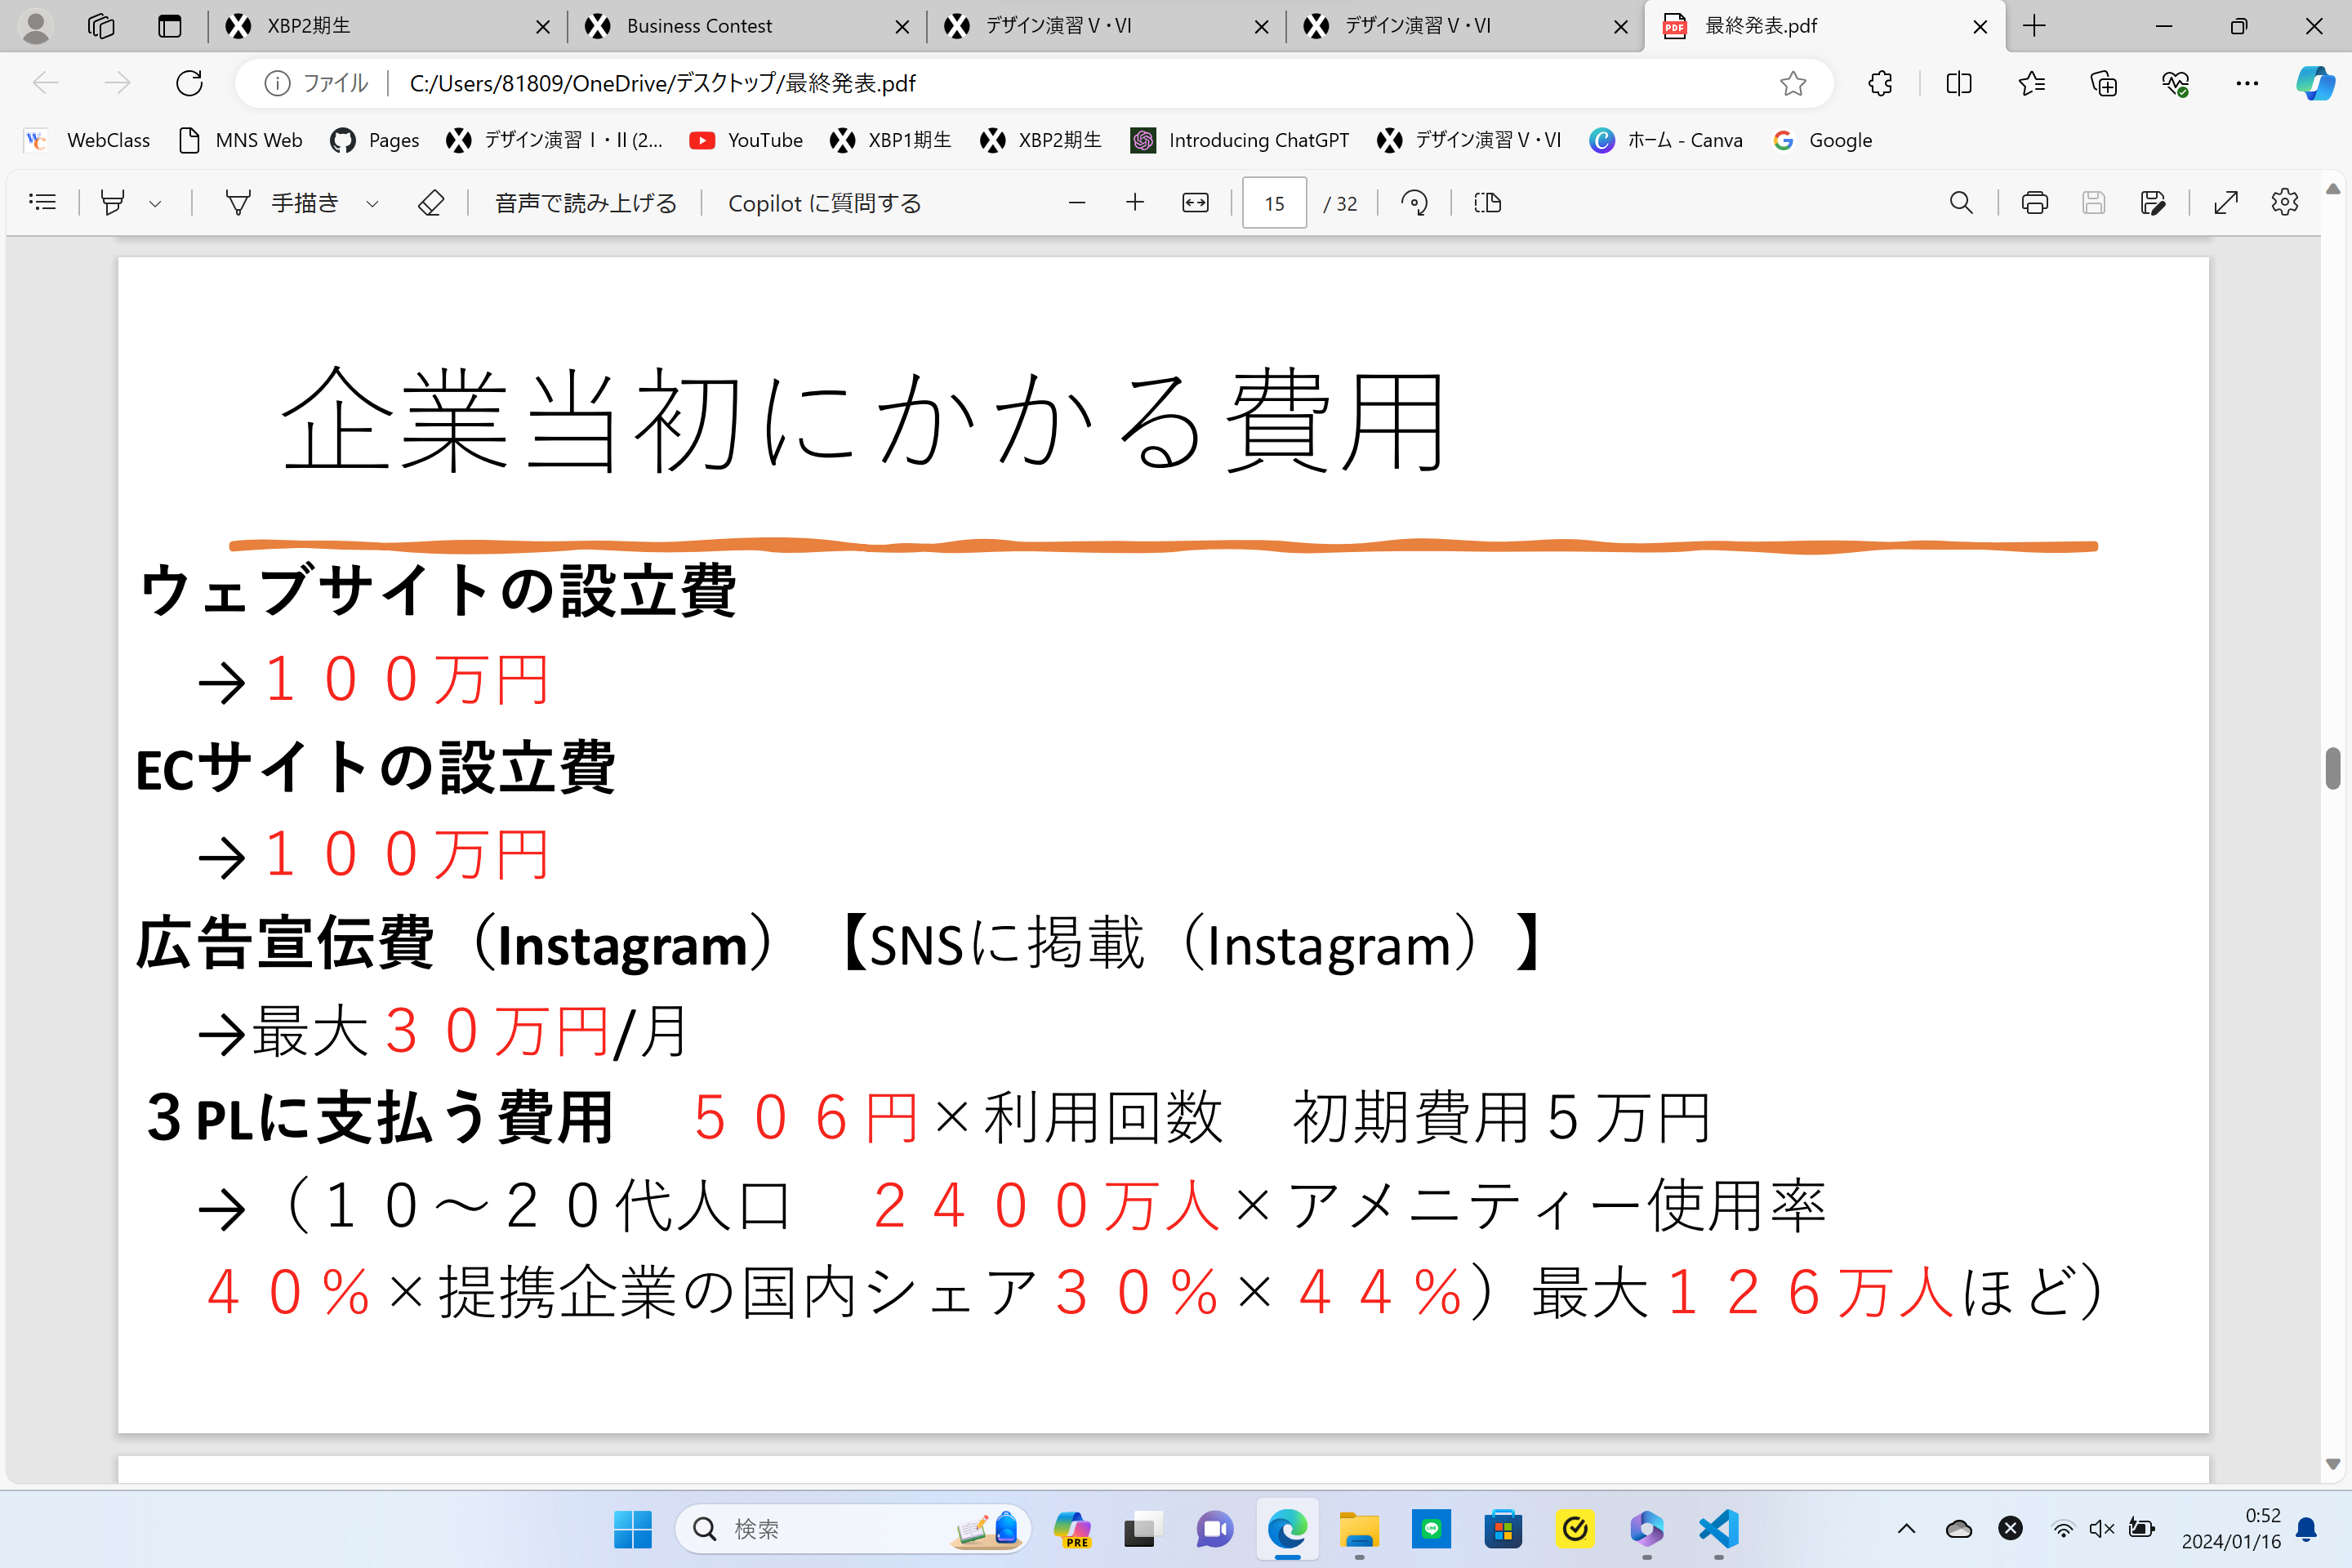 XBP2期生
Business Contest
デザイン演習Ⅴ・Ⅵ
デザイン演習Ⅴ・Ⅵ
最終発表.pdf
ファイル C:/Users/81809/OneDrive/デスクトップ/最終発表.pdf
WebClass MNS Web Pages デザイン演習Ⅰ・Ⅱ(2... YouTube XBP1期生 XBP2期生 Introducing ChatGPT デザイン演習Ⅴ・Ⅵ ホーム - Canva Google
手描き 音声で読み上げる Copilot に質問する 15 / 32
企業当初にかかる費用
ウェブサイトの設立費
→１００万円
ECサイトの設立費
→１００万円
広告宣伝費（Instagram）【SNSに掲載（Instagram）】
→最大３０万円/月
３PLに支払う費用　５０６円×利用回数　初期費用５万円
→（１０～２０代人口　２４００万人×アメニティー使用率
４０％×提携企業の国内シェア３０％×４４％）最大１２６万人ほど）
検索
PRE
0:52
2024/01/16